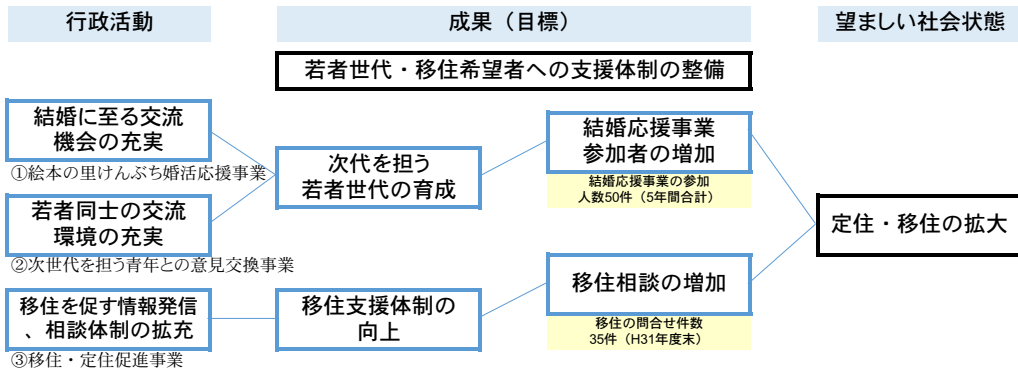 行政活動
成果（目標）
望ましい社会状態
若者世代・移住希望者への支援体制の整備
結婚に至る交流
機会の充実
①絵本の里けんぶち婚活応援事業
若者同士の交流
環境の充実
②次世代を担う青年との意見交換事業
移住を促す情報発信
、相談体制の拡充
③移住・定住促進事業
次代を担う
若者世代の育成
移住支援体制の
向上
結婚応援事業
参加者の増加
結婚応援事業の参加
人数50件（5年間合計）
移住相談の増加
移住の問合せ件数
35件（H31年度末）
定住・移住の拡大